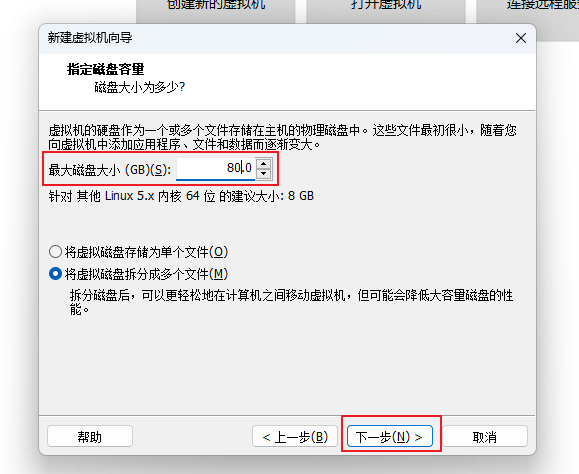 创建新的虚拟机
打开虚拟机
连接远程服
新建虚拟机向导
指定磁盘容量
磁盘大小为多少?
虚拟机的硬盘作为一个或多个文件存储在主机的物理磁盘中。这些文件最初很小，随着您
向虚拟机中添加应用程序、文件和数据而逐渐变大。
最大磁盘大小 (GB)(S): 80.0
针对 其他 Linux 5.x 内核 64 位 的建议大小: 8 GB
将虚拟磁盘存储为单个文件(O)
将虚拟磁盘拆分成多个文件(M)
拆分磁盘后，可以更轻松地在计算机之间移动虚拟机，但可能会降低大容量磁盘的性
能。
帮助
< 上一步(B)
下一步(N) >
取消